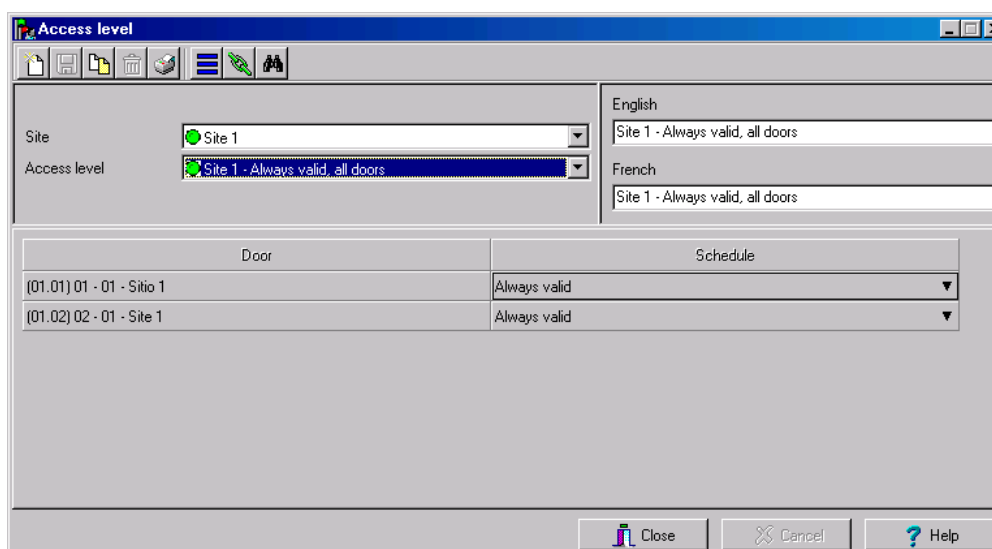 Access level
English
Site Site 1 Site 1 - Always valid, all doors
Access level Site 1 - Always valid, all doors French
Site 1 - Always valid, all doors
Door Schedule
(01.01) 01 - 01 - Sitio 1 Always valid
(01.02) 02 - 01 - Site 1 Always valid
Close Cancel Help